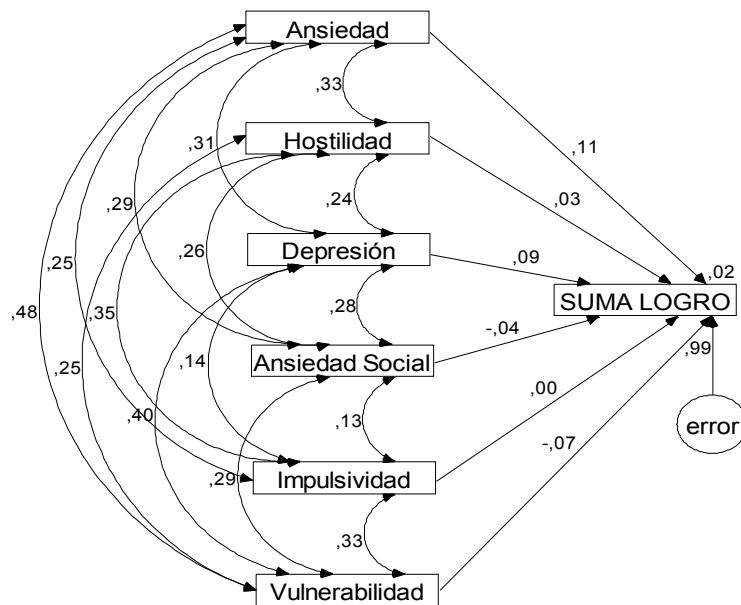 Ansiedad
,33
,11
Hostilidad
,31
,03
,24
,29
Depresión
,09
,02
,26
,25
SUMA LOGRO
,48
,35
,28
-,04
,99
Ansiedad Social
,14
,25
,00
,40
,13
error
-,07
Impulsividad
,29
,33
Vulnerabilidad